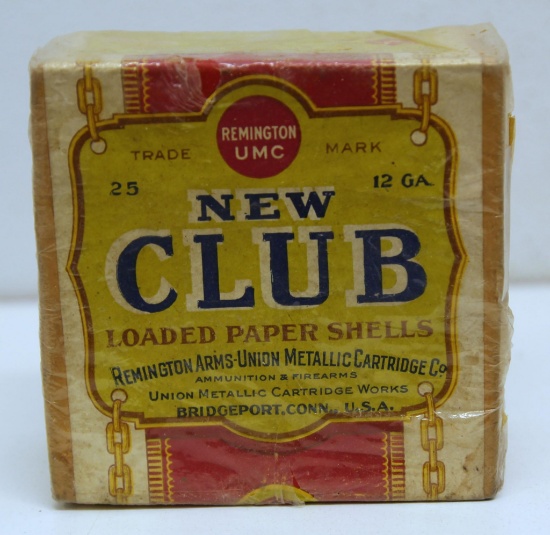 REMINGTON
UMC
TRADE MARK
25 12 GA.
NEW
CLUB
LOADED PAPER SHELLS
REMINGTON ARMS-UNION METALLIC CARTRIDGE CO
AMMUNITION & FIREARMS
UNION METALLIC CARTRIDGE WORKS
BRIDGEPORT, CONN., U.S.A.